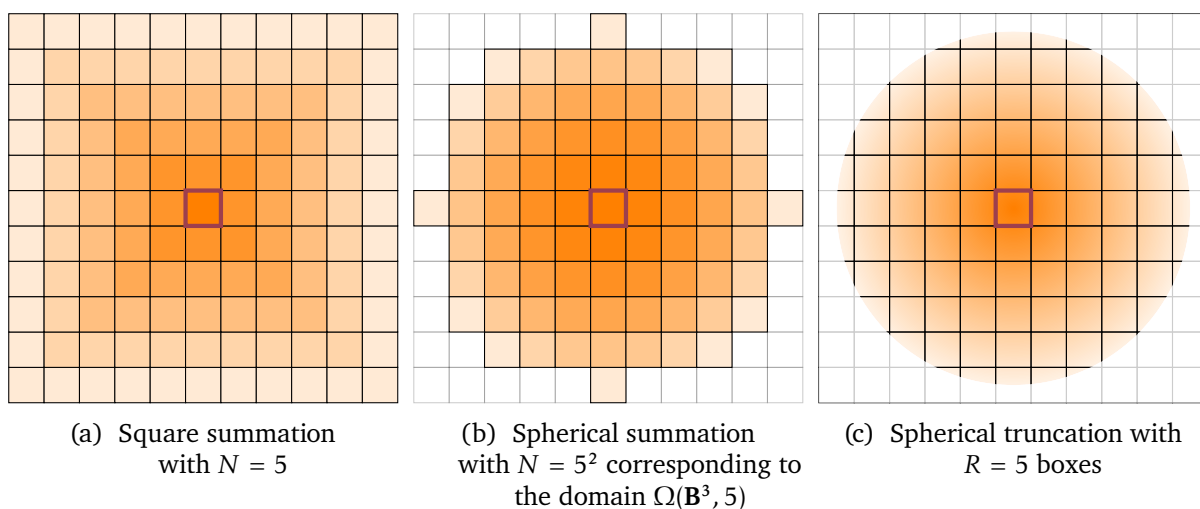 (a) Square summation
with N = 5
(b) Spherical summation
with N = 5² corresponding to
the domain Ω(B³, 5)
(c) Spherical truncation with
R = 5 boxes